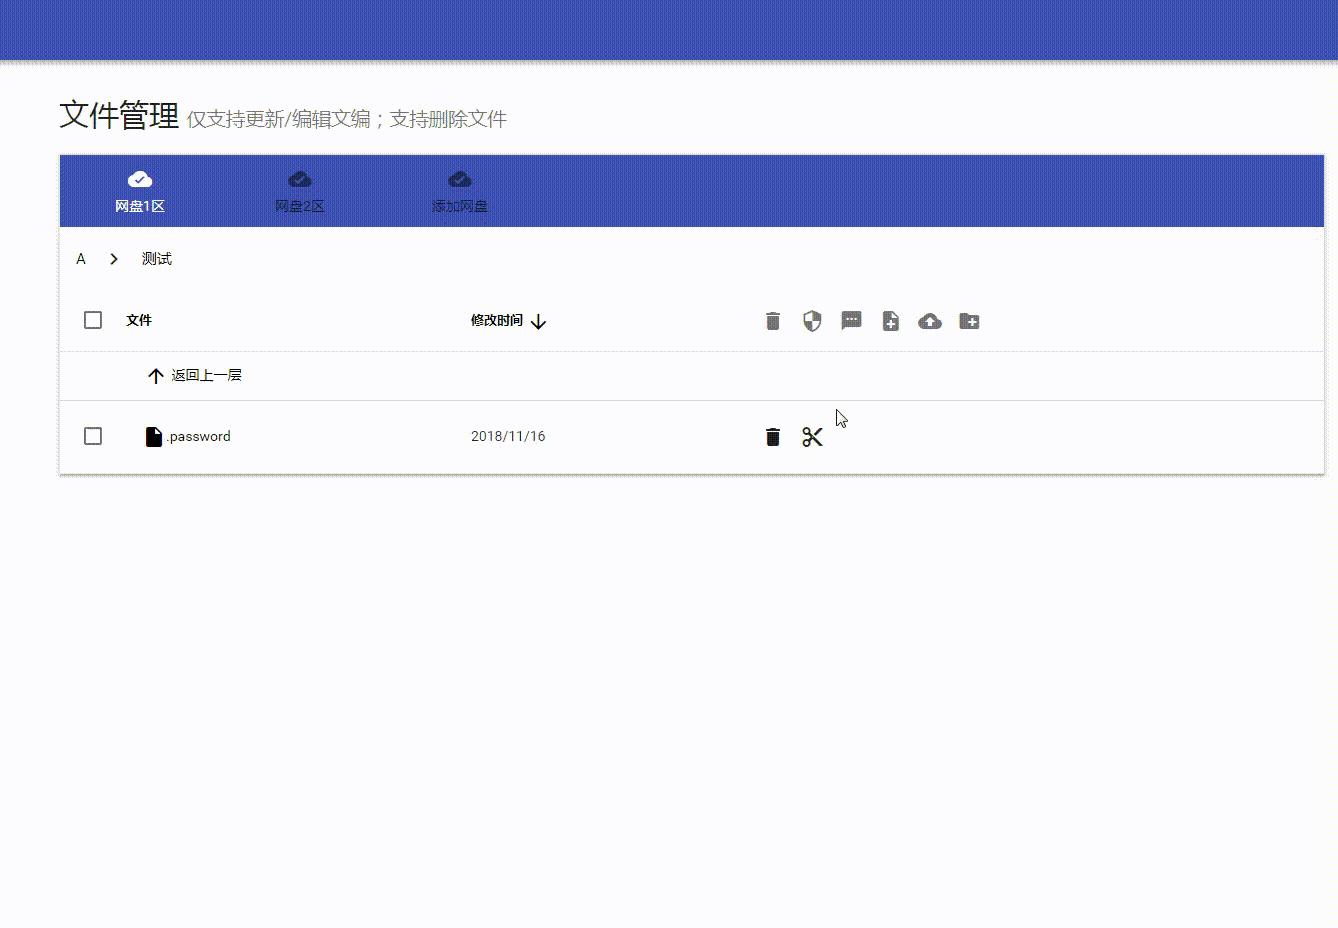 文件管理 仅支持更新/编辑文编；支持删除文件
网盘1区 网盘2区 添加网盘
A 测试
文件 修改时间
返回上一层
.password 2018/11/16